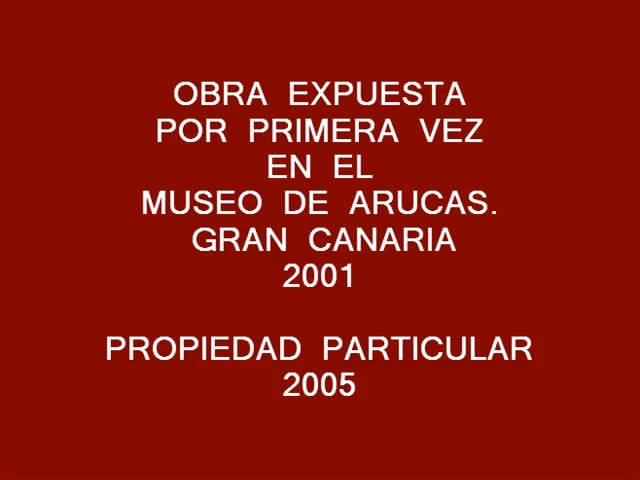 OBRA EXPUESTA
POR PRIMERA VEZ
EN EL
MUSEO DE ARUCAS.
GRAN CANARIA
2001
PROPIEDAD PARTICULAR
2005